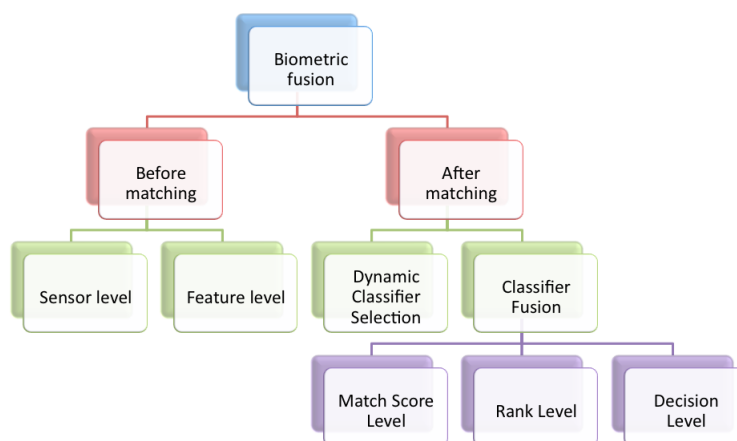 Biometric
fusion
Before
matching
After
matching
Sensor level
Feature level
Dynamic
Classifier
Selection
Classifier
Fusion
Match Score
Level
Rank Level
Decision
Level